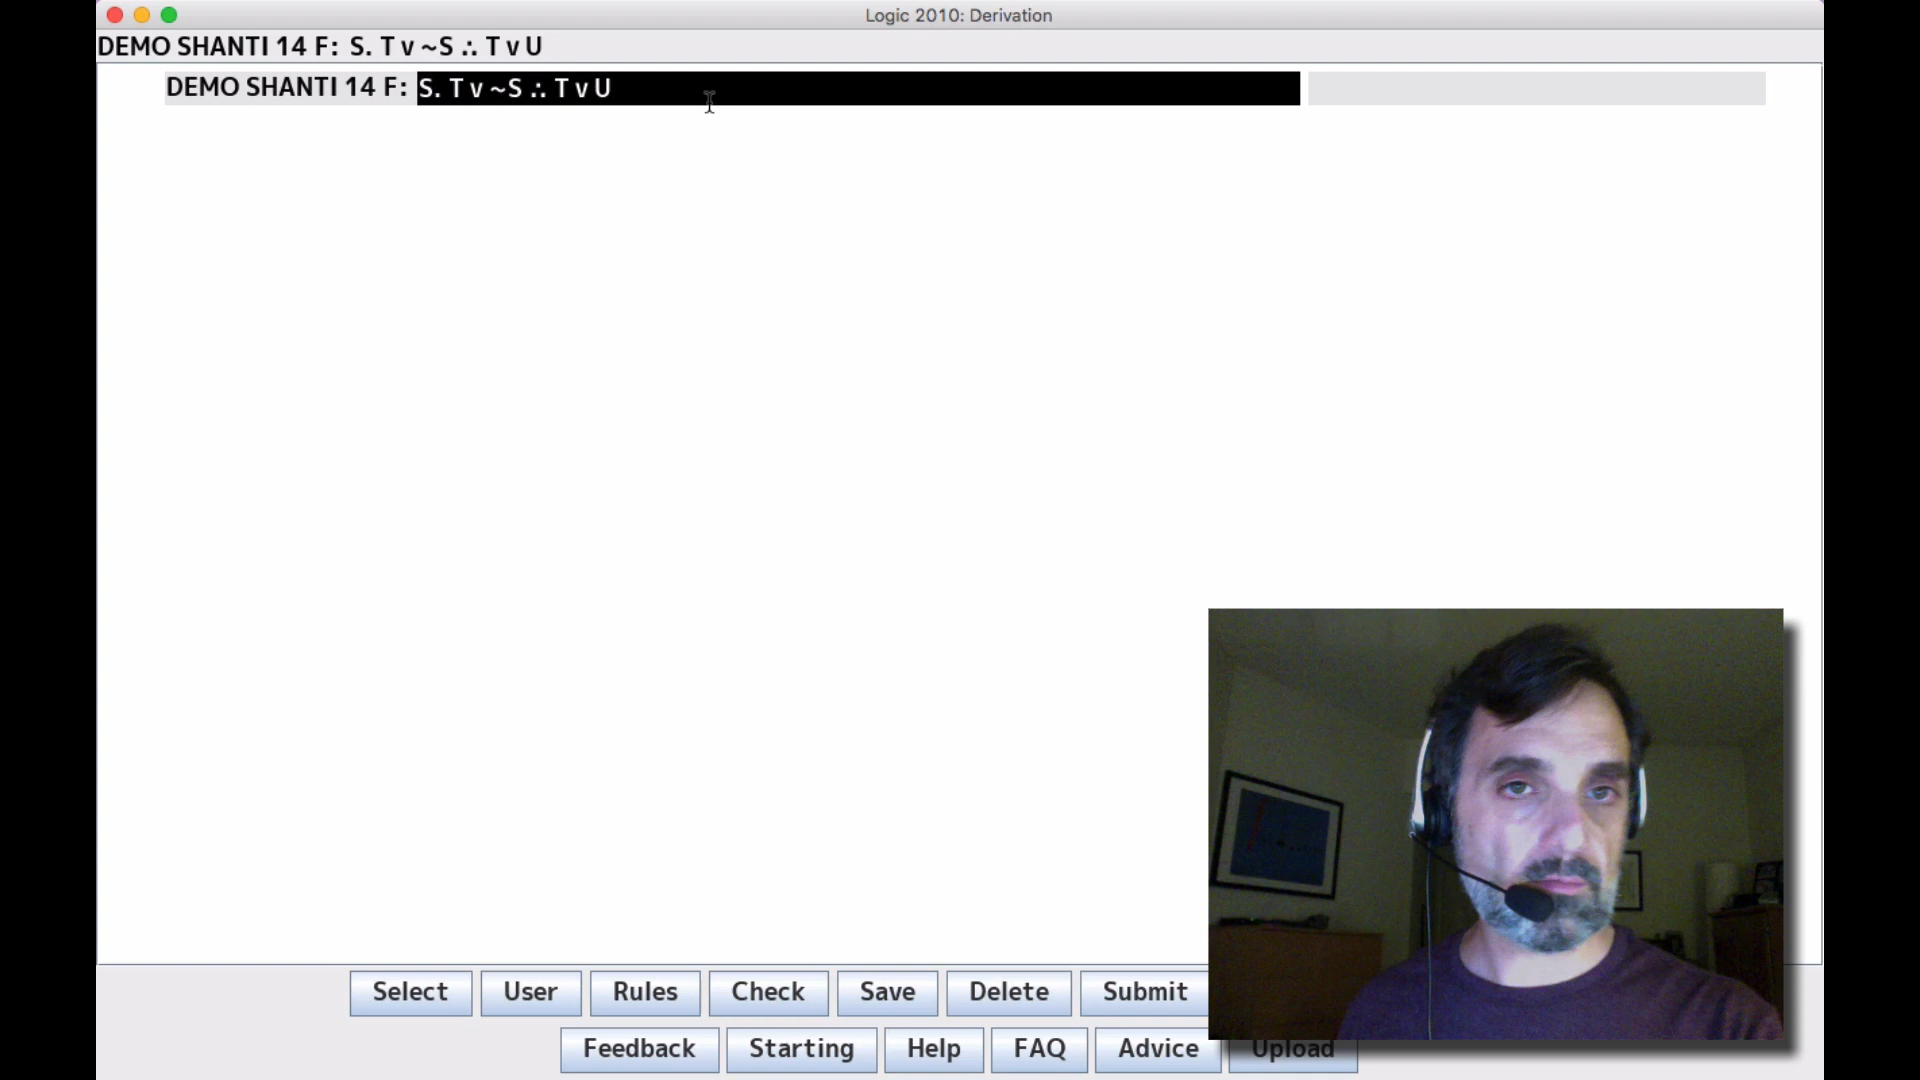 Logic 2010: Derivation
DEMO SHANTI 14 F: S. T v ~S ∴ T v U
DEMO SHANTI 14 F: S. T v ~S ∴ T v U
Select User Rules Check Save Delete Submit
Feedback Starting Help FAQ Advice Upload